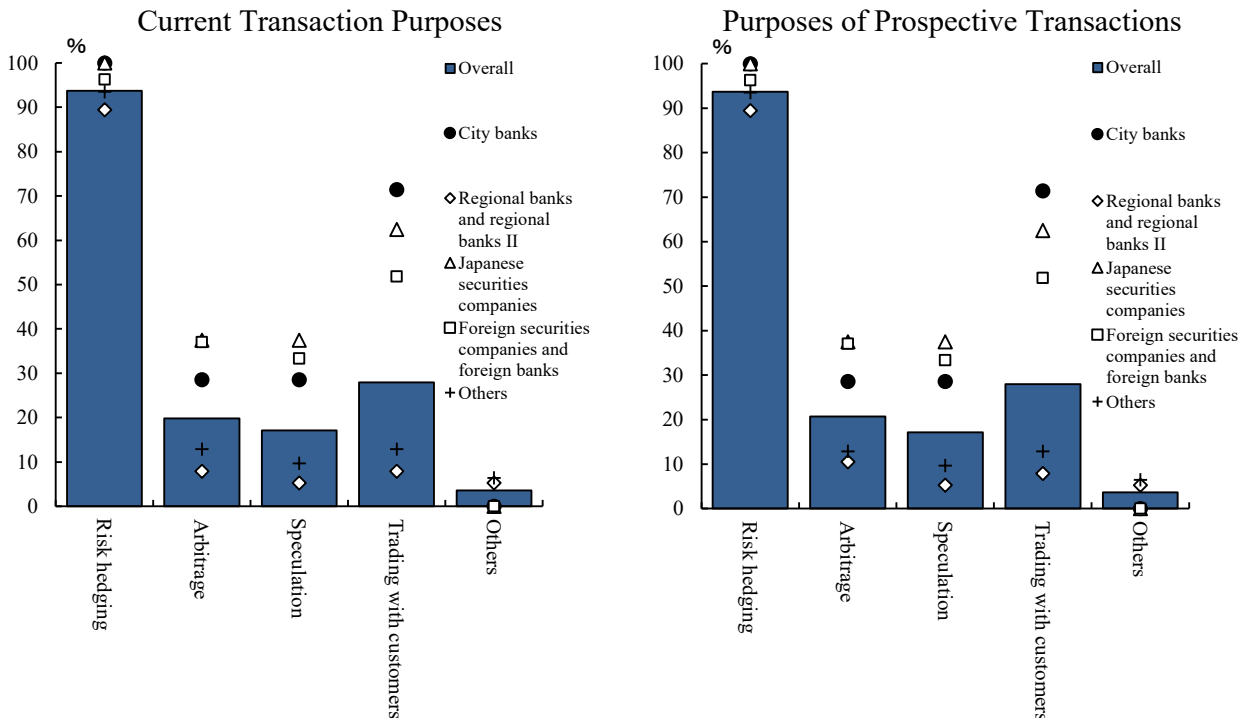 Current Transaction Purposes
%
100
90
80
70
60
50
40
30
20
10
0
Risk hedging
Arbitrage
Speculation
Trading with customers
Others
Overall
City banks
Regional banks
and regional
banks II
Japanese
securities
companies
Foreign securities
companies and
foreign banks
Others
Purposes of Prospective Transactions
%
100
90
80
70
60
50
40
30
20
10
0
Risk hedging
Arbitrage
Speculation
Trading with customers
Others
Overall
City banks
Regional banks
and regional
banks II
Japanese
securities
companies
Foreign securities
companies and
foreign banks
Others